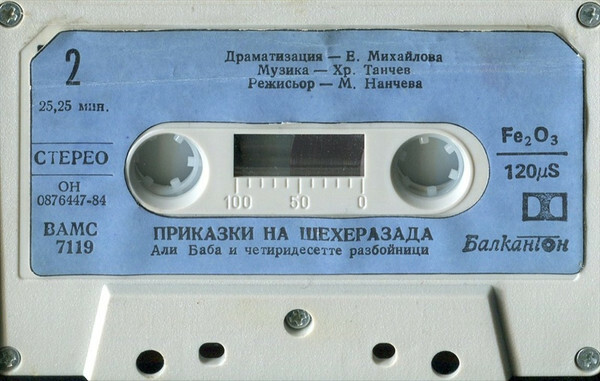 2
Драматизация — Е. Михайлова
Музика — Хр. Танчев
Режисьор — М. Нанчева
25,25 мин.
СТЕРЕО
ОН
0876447-84
ВАМС
7119
Fe2O3
120µS
100 50 0
ПРИКАЗКИ НА ШЕХЕРАЗАДА
Али Баба и четиридесетте разбойници
Балкантон